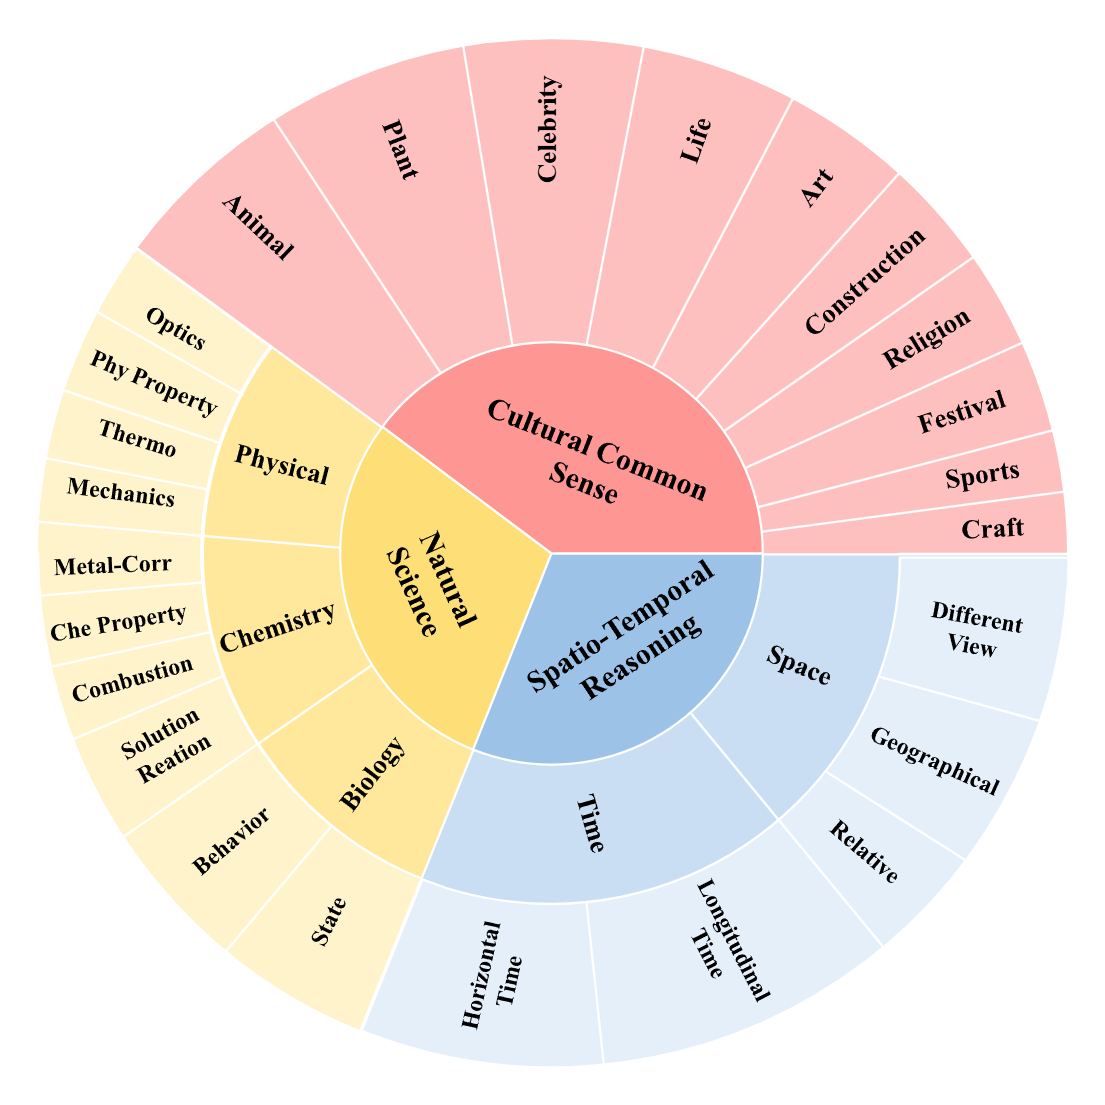 Cultural Common
Sense
Animal
Plant
Celebrity
Life
Art
Construction
Religion
Festival
Sports
Craft
Natural
Science
Physical
Optics
Phy Property
Thermo
Mechanics
Chemistry
Metal-Corr
Che Property
Combustion
Solution
Reation
Biology
Behavior
State
Spatio-Temporal
Reasoning
Time
Horizontal
Time
Longitudinal
Time
Space
Relative
Geographical
Different
View